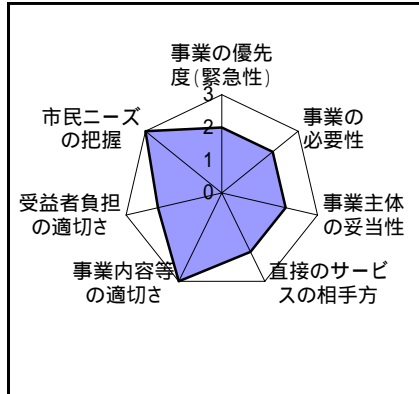 事業の優先
度(緊急性)
事業の
必要性
事業主体
の妥当性
直接のサービ
スの相手方
事業内容等
の適切さ
受益者負担
の適切さ
市民ニーズ
の把握
3
2
1
0